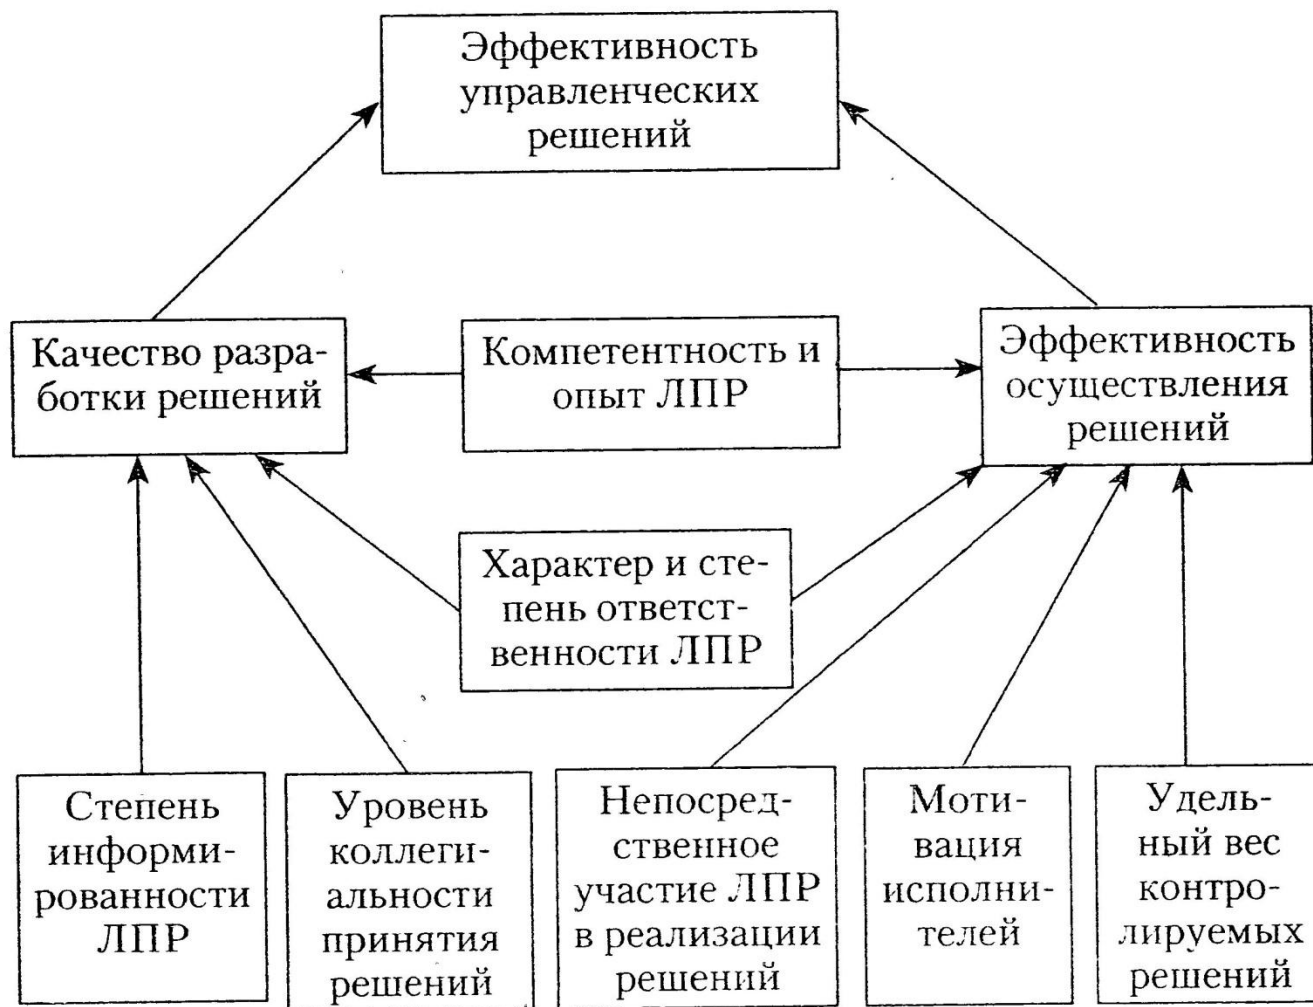 Эффективность
управленческих
решений
Качество разра-
ботки решений
Компетентность и
опыт ЛПР
Эффективность
осуществления
решений
Характер и сте-
пень ответст-
венности ЛПР
Степень
информи-
рованности
ЛПР
Уровень
коллеги-
альности
принятия
решений
Непосред-
ственное
участие ЛПР
в реализации
решений
Моти-
вация
исполни-
телей
Удель-
ный вес
контро-
лируемых
решений